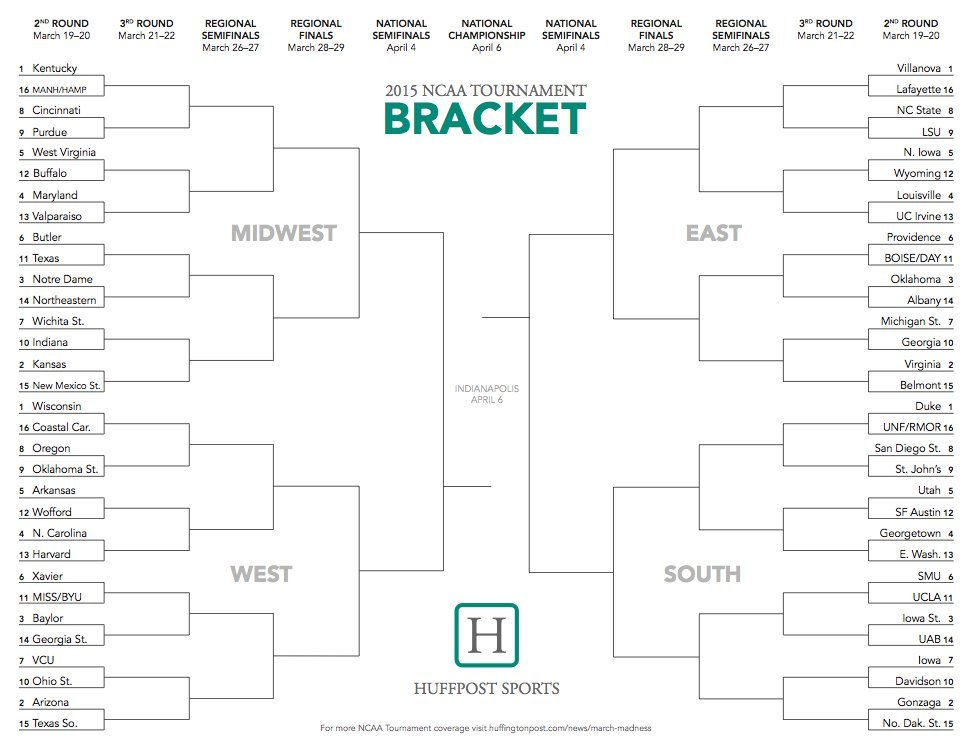 2ND ROUND
March 19–20
3RD ROUND
March 21–22
REGIONAL
SEMIFINALS
March 26–27
REGIONAL
FINALS
March 28–29
NATIONAL
SEMIFINALS
April 4
NATIONAL
CHAMPIONSHIP
April 6
NATIONAL
SEMIFINALS
April 4
REGIONAL
FINALS
March 28–29
REGIONAL
SEMIFINALS
March 26–27
3RD ROUND
March 21–22
2ND ROUND
March 19–20
2015 NCAA TOURNAMENT
BRACKET
1 Kentucky
16 MANH/HAMP
8 Cincinnati
9 Purdue
5 West Virginia
12 Buffalo
4 Maryland
13 Valparaiso
6 Butler
11 Texas
3 Notre Dame
14 Northeastern
7 Wichita St.
10 Indiana
2 Kansas
15 New Mexico St.
MIDWEST
1 Wisconsin
16 Coastal Car.
8 Oregon
9 Oklahoma St.
5 Arkansas
12 Wofford
4 N. Carolina
13 Harvard
6 Xavier
11 MISS/BYU
3 Baylor
14 Georgia St.
7 VCU
10 Ohio St.
2 Arizona
15 Texas So.
WEST
INDIANAPOLIS
APRIL 6
Villanova 1
Lafayette 16
NC State 8
LSU 9
N. Iowa 5
Wyoming 12
Louisville 4
UC Irvine 13
Providence 6
BOISE/DAY 11
Oklahoma 3
Albany 14
Michigan St. 7
Georgia 10
Virginia 2
Belmont 15
EAST
Duke 1
UNF/RMOR 16
San Diego St. 8
St. John's 9
Utah 5
SF Austin 12
Georgetown 4
E. Wash. 13
SMU 6
UCLA 11
Iowa St. 3
UAB 14
Iowa 7
Davidson 10
Gonzaga 2
No. Dak. St. 15
SOUTH
H
HUFFPOST SPORTS
For more NCAA Tournament coverage visit huffingtonpost.com/news/march-madness